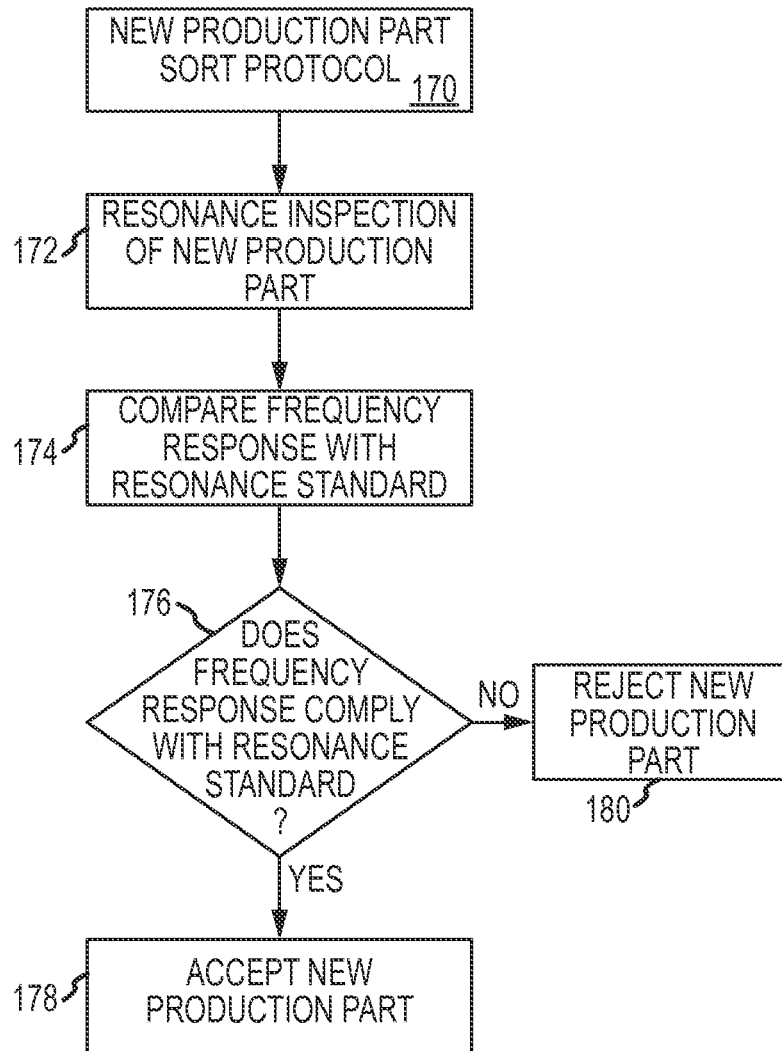 NEW PRODUCTION PART
SORT PROTOCOL
170
RESONANCE INSPECTION
OF NEW PRODUCTION
PART
172
COMPARE FREQUENCY
RESPONSE WITH
RESONANCE STANDARD
174
176
DOES
FREQUENCY
RESPONSE COMPLY
WITH RESONANCE
STANDARD
?
NO
REJECT NEW
PRODUCTION
PART
180
YES
ACCEPT NEW
PRODUCTION PART
178